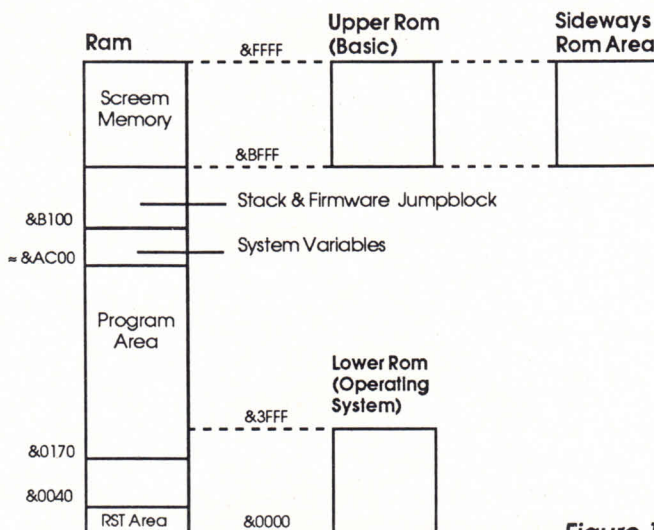 Ram
&FFFF
Upper Rom
(Basic)
Sideways
Rom Area
Screem
Memory
&BFFF
Stack & Firmware Jumpblock
&B100
System Variables
≈ &AC00
Program
Area
Lower Rom
(Operating
System)
&3FFF
&0170
&0040
RST Area
&0000
Figure